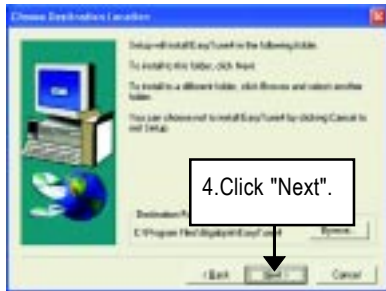 Choose Destination Location
Setup will install EasyTune4 in the following folder.
To install to this folder, click Next.
To install to a different folder, click Browse and select another
folder.
You can choose not to install EasyTune4 by clicking Cancel to
exit Setup.
4.Click "Next".
Destination
C:\Program Files\Gigabyte\EasyTune4
Browse...
< Back
Next >
Cancel